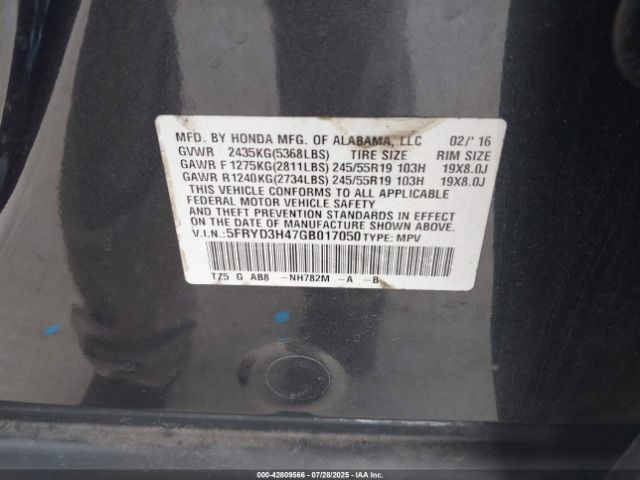 MFD. BY HONDA MFG. OF ALABAMA, LLC 02/'16
GVWR 2435KG(5368LBS) TIRE SIZE RIM SIZE
GAWR F 1275KG(2811LBS) 245/55R19 103H 19X8.0J
GAWR R 1240KG(2734LBS) 245/55R19 103H 19X8.0J
THIS VEHICLE CONFORMS TO ALL APPLICABLE
FEDERAL MOTOR VEHICLE SAFETY
AND THEFT PREVENTION STANDARDS IN EFFECT
ON THE DATE OF MANUFACTURE SHOWN ABOVE.
V.I.N.:5FRYD3H47GB017050 TYPE: MPV
TZ5 G AB8 -NH782M -A -B
000-42809566 | 07/28/2025 | IAAI.COM